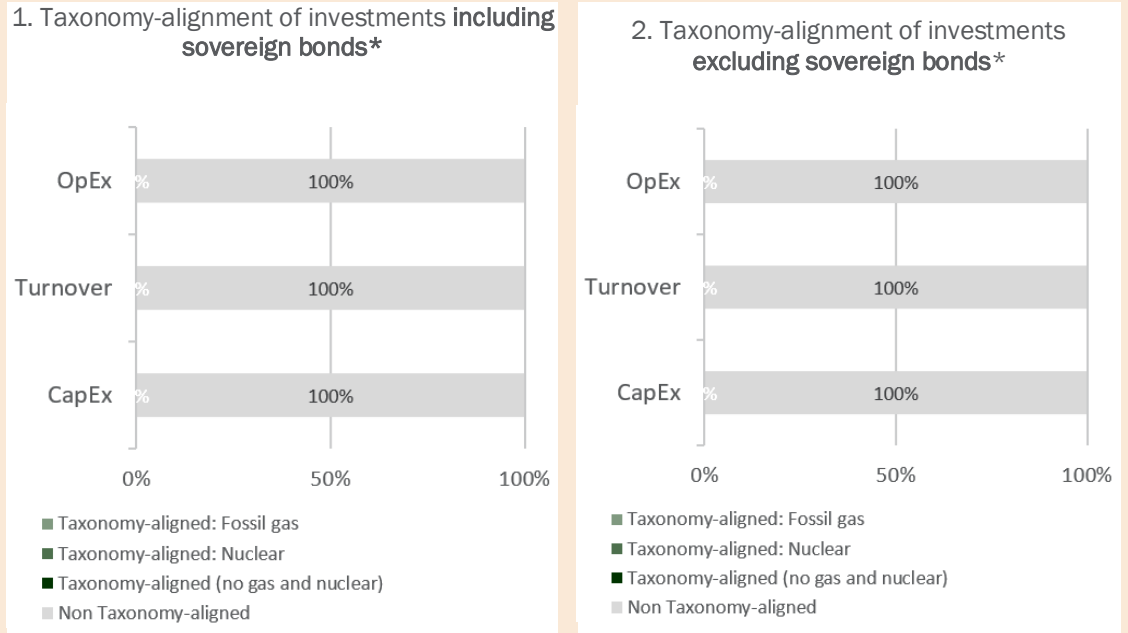 1. Taxonomy-alignment of investments including
sovereign bonds*
OpEx
% 100%
Turnover
% 100%
CapEx
% 100%
0% 50% 100%
Taxonomy-aligned: Fossil gas
Taxonomy-aligned: Nuclear
Taxonomy-aligned (no gas and nuclear)
Non Taxonomy-aligned
2. Taxonomy-alignment of investments
excluding sovereign bonds*
OpEx
% 100%
Turnover
% 100%
CapEx
% 100%
0% 50% 100%
Taxonomy-aligned: Fossil gas
Taxonomy-aligned: Nuclear
Taxonomy-aligned (no gas and nuclear)
Non Taxonomy-aligned